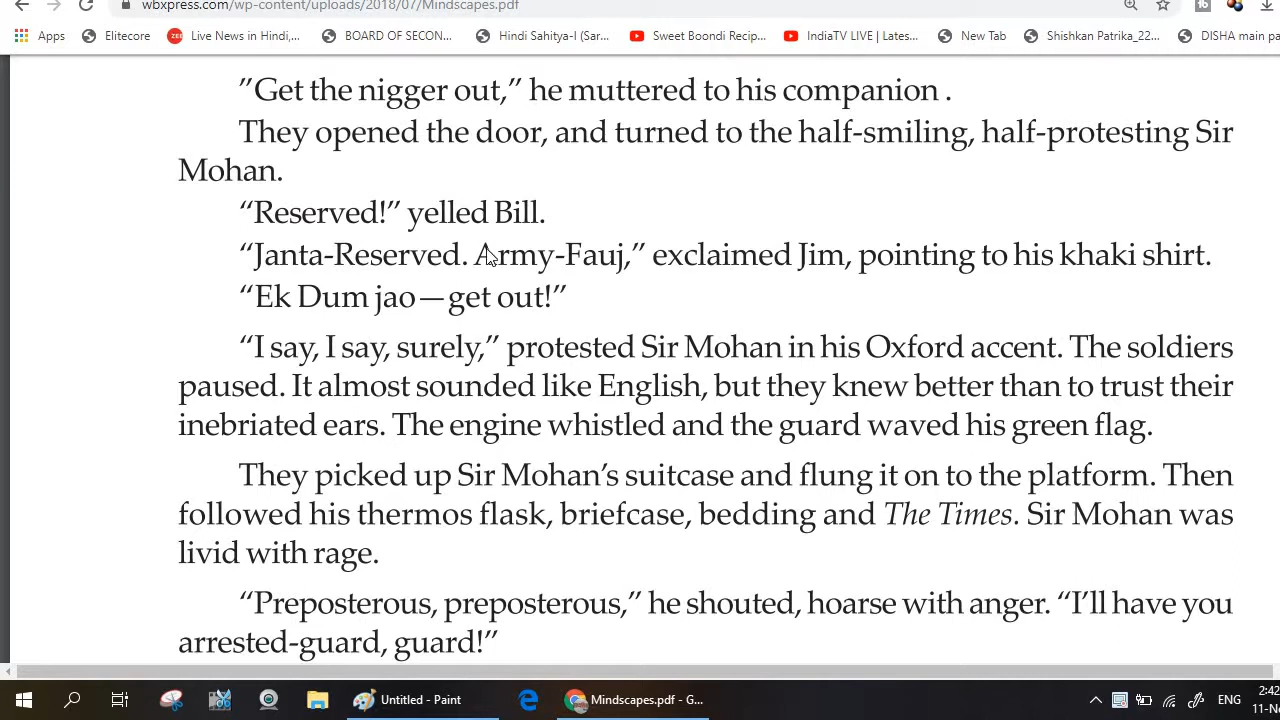 wbxpress.com/wp-content/uploads/2018/07/Mindscapes.pdf
Apps Elitecore Live News in Hindi,... BOARD OF SECON... Hindi Sahitya-I (Sar... Sweet Boondi Recip... IndiaTV LIVE | Lates... New Tab Shishkan Patrika_22... DISHA main pa
”Get the nigger out,” he muttered to his companion .
They opened the door, and turned to the half-smiling, half-protesting Sir
Mohan.
“Reserved!” yelled Bill.
“Janta-Reserved. Army-Fauj,” exclaimed Jim, pointing to his khaki shirt.
“Ek Dum jao—get out!”
“I say, I say, surely,” protested Sir Mohan in his Oxford accent. The soldiers
paused. It almost sounded like English, but they knew better than to trust their
inebriated ears. The engine whistled and the guard waved his green flag.
They picked up Sir Mohan’s suitcase and flung it on to the platform. Then
followed his thermos flask, briefcase, bedding and The Times. Sir Mohan was
livid with rage.
“Preposterous, preposterous,” he shouted, hoarse with anger. “I’ll have you
arrested-guard, guard!”
Untitled - Paint Mindscapes.pdf - G... ENG 2:42
11-No